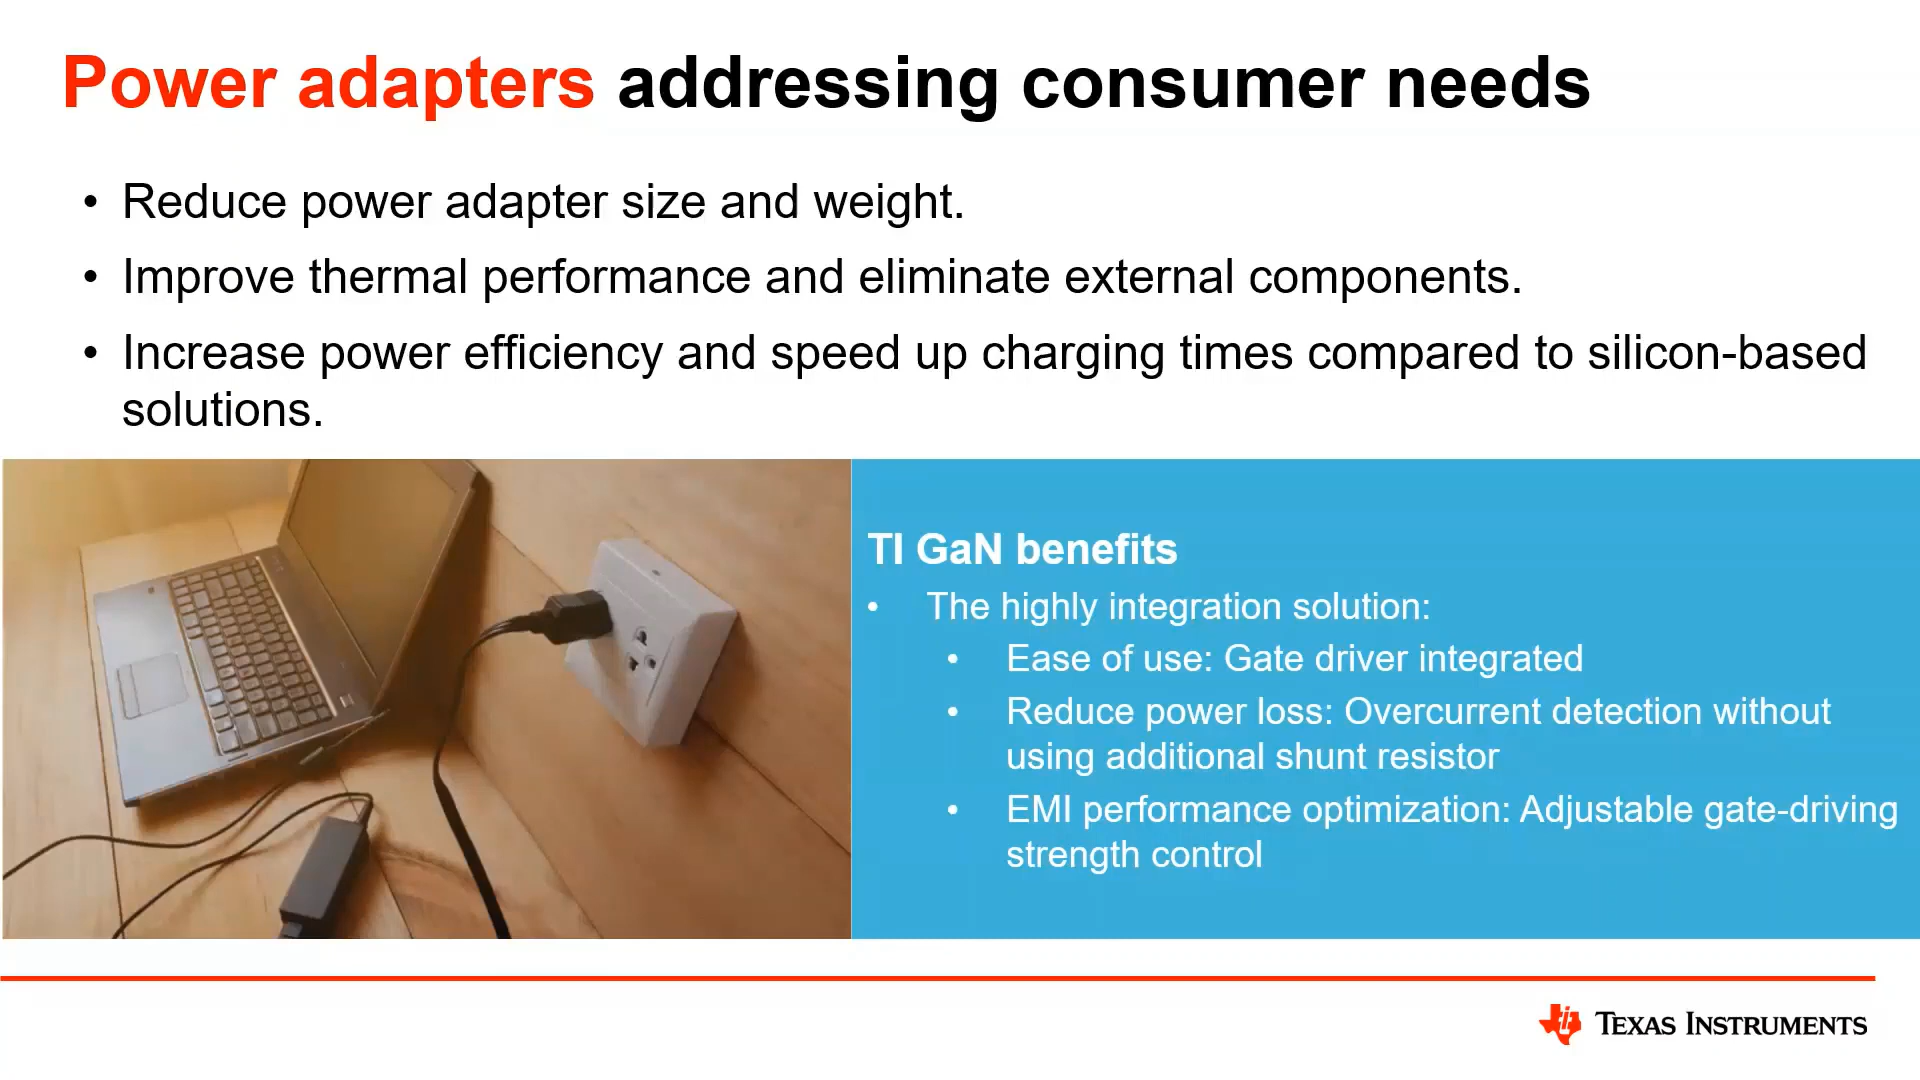 Power adapters addressing consumer needs
• Reduce power adapter size and weight.
• Improve thermal performance and eliminate external components.
• Increase power efficiency and speed up charging times compared to silicon-based
solutions.
TI GaN benefits
• The highly integration solution:
• Ease of use: Gate driver integrated
• Reduce power loss: Overcurrent detection without
using additional shunt resistor
• EMI performance optimization: Adjustable gate-driving
strength control
TEXAS INSTRUMENTS